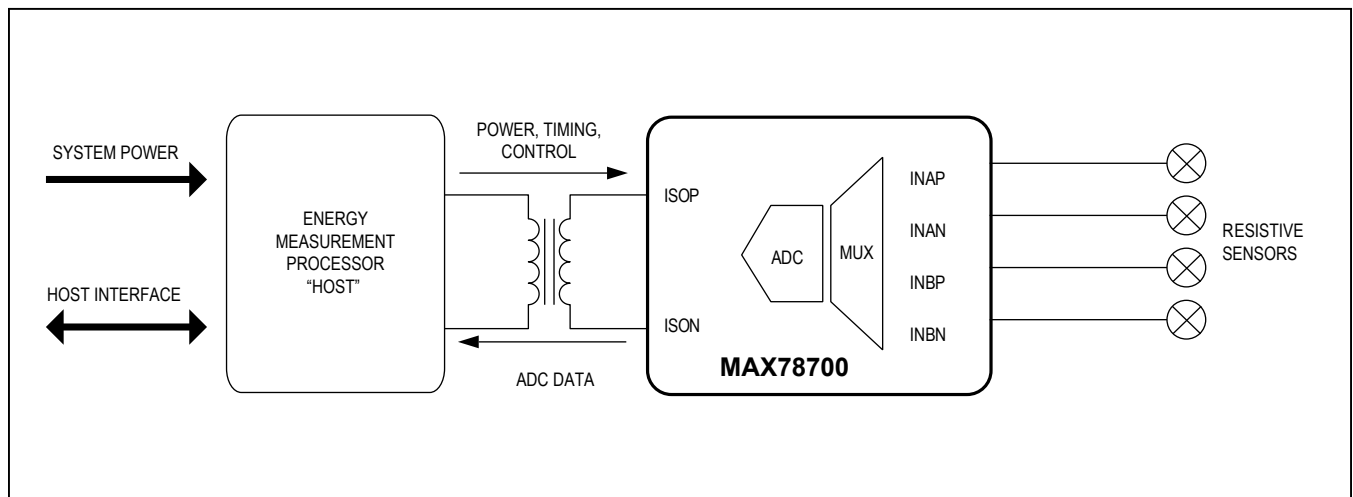 SYSTEM POWER
HOST INTERFACE
ENERGY
MEASUREMENT
PROCESSOR
“HOST”
POWER, TIMING,
CONTROL
ADC DATA
ISOP
ISON
ADC
MUX
INAP
INAN
INBP
INBN
MAX78700
RESISTIVE
SENSORS